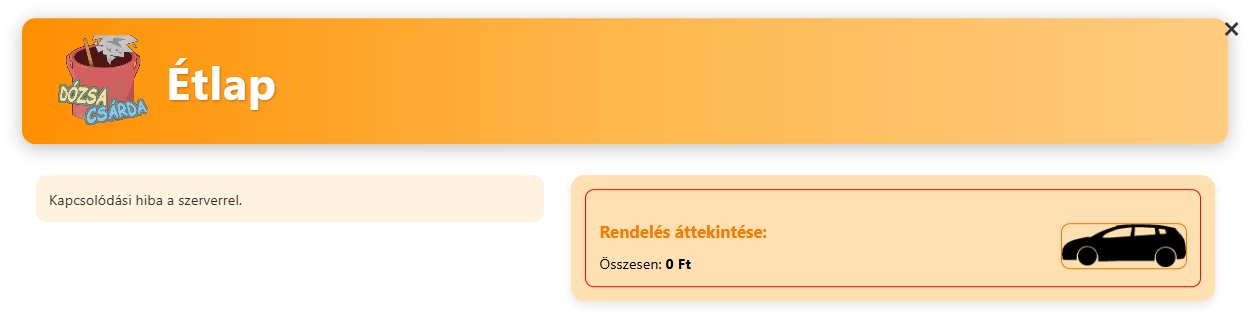 DÓZSA
CSÁRDA
Étlap
×
Kapcsolódási hiba a szerverrel.
Rendelés áttekintése:
Összesen: 0 Ft